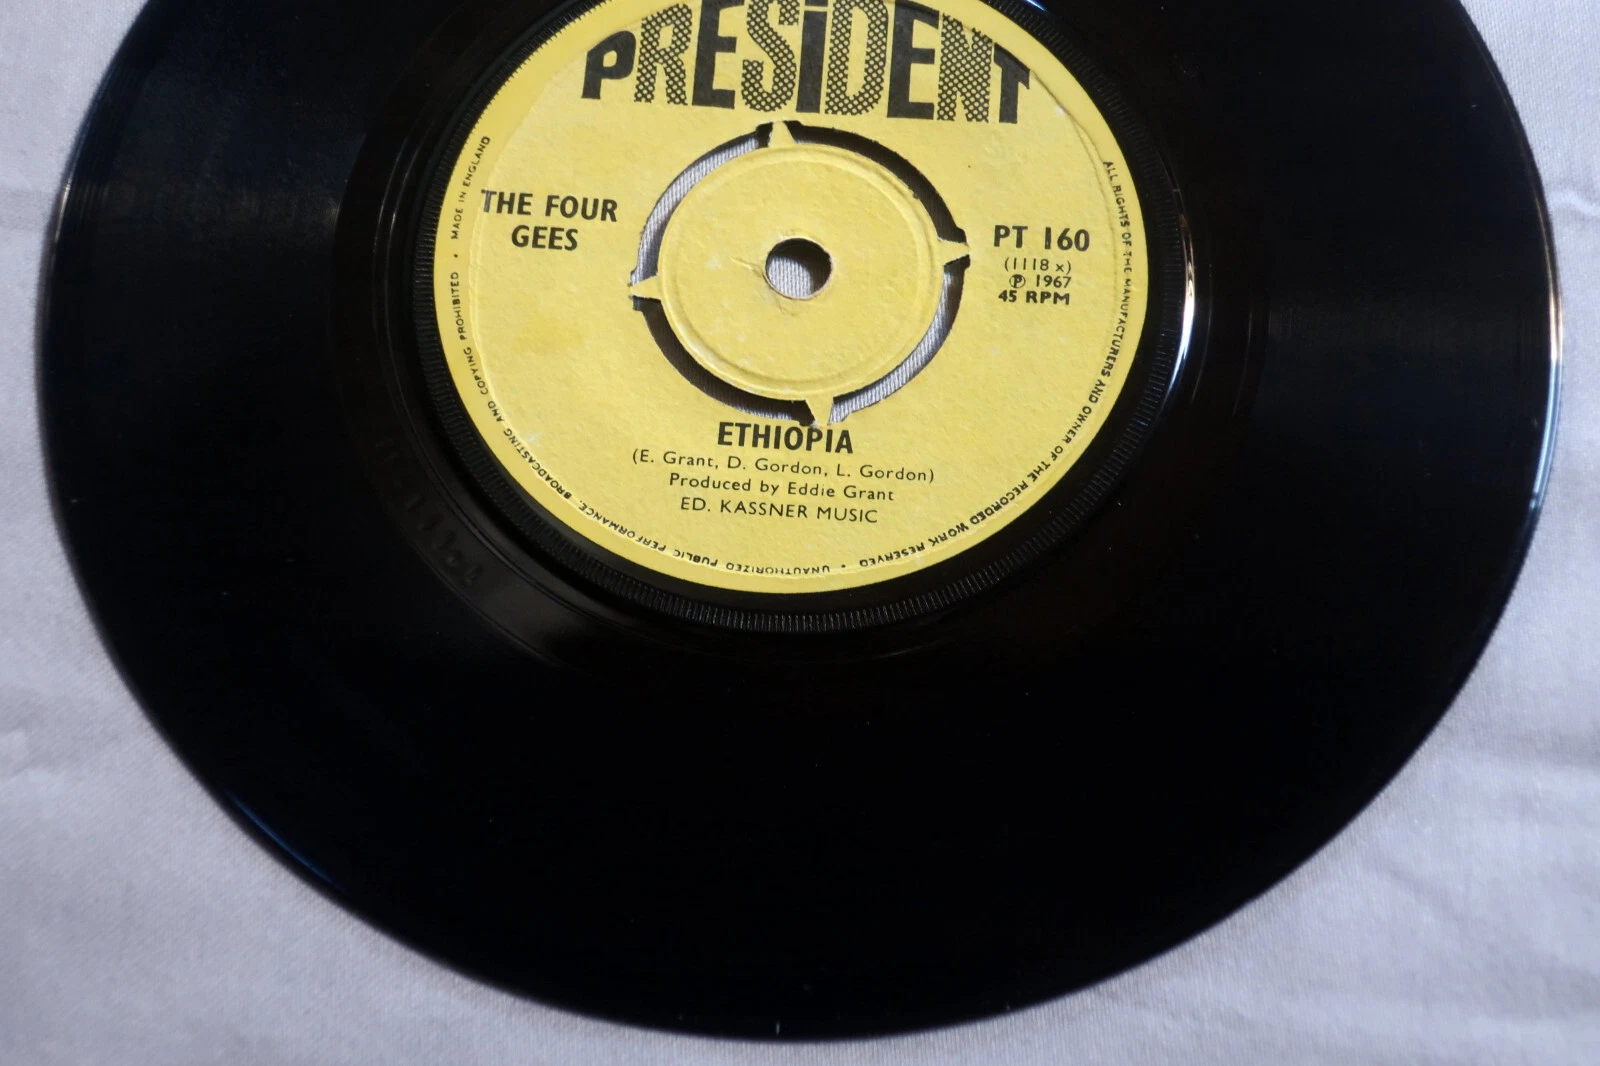 PRESiDENT
THE FOUR
GEES
PT 160
(1118 x)
℗ 1967
45 RPM
ETHIOPIA
(E. Grant, D. Gordon, L. Gordon)
Produced by Eddie Grant
ED. KASSNER MUSIC
ALL RIGHTS OF THE MANUFACTURERS AND OWNER OF THE RECORDED WORK RESERVED • UNAUTHORIZED PUBLIC PERFORMANCE, BROADCASTING AND COPYING PROHIBITED • MADE IN ENGLAND